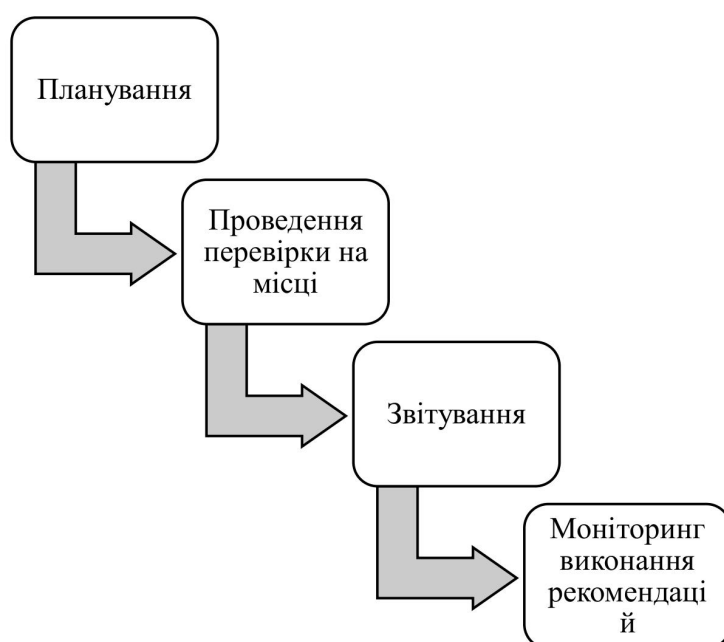 Планування
Проведення
перевірки на
місці
Звітування
Моніторинг
виконання
рекомендаці
й